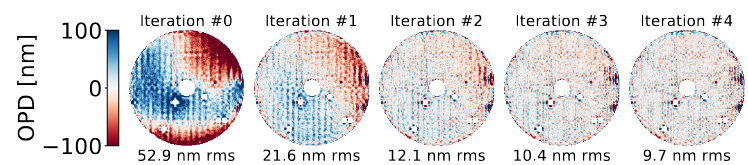 Iteration #0 Iteration #1 Iteration #2 Iteration #3 Iteration #4
OPD [nm]
100
0
−100
52.9 nm rms 21.6 nm rms 12.1 nm rms 10.4 nm rms 9.7 nm rms